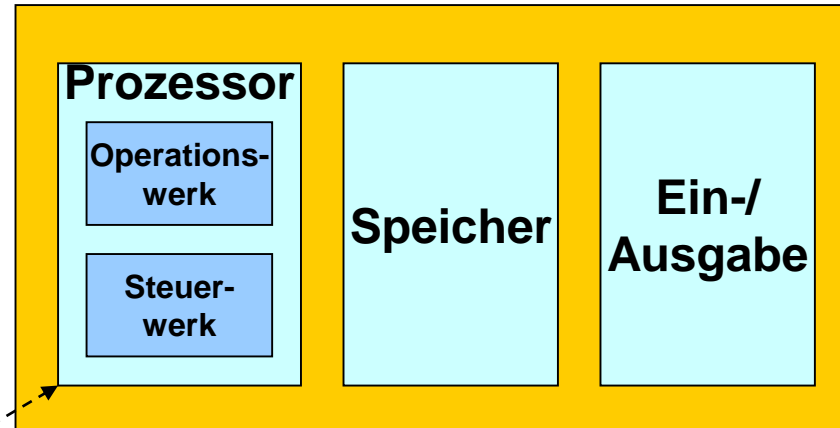 Prozessor
Operations-
werk
Steuer-
werk
Speicher
Ein-/
Ausgabe